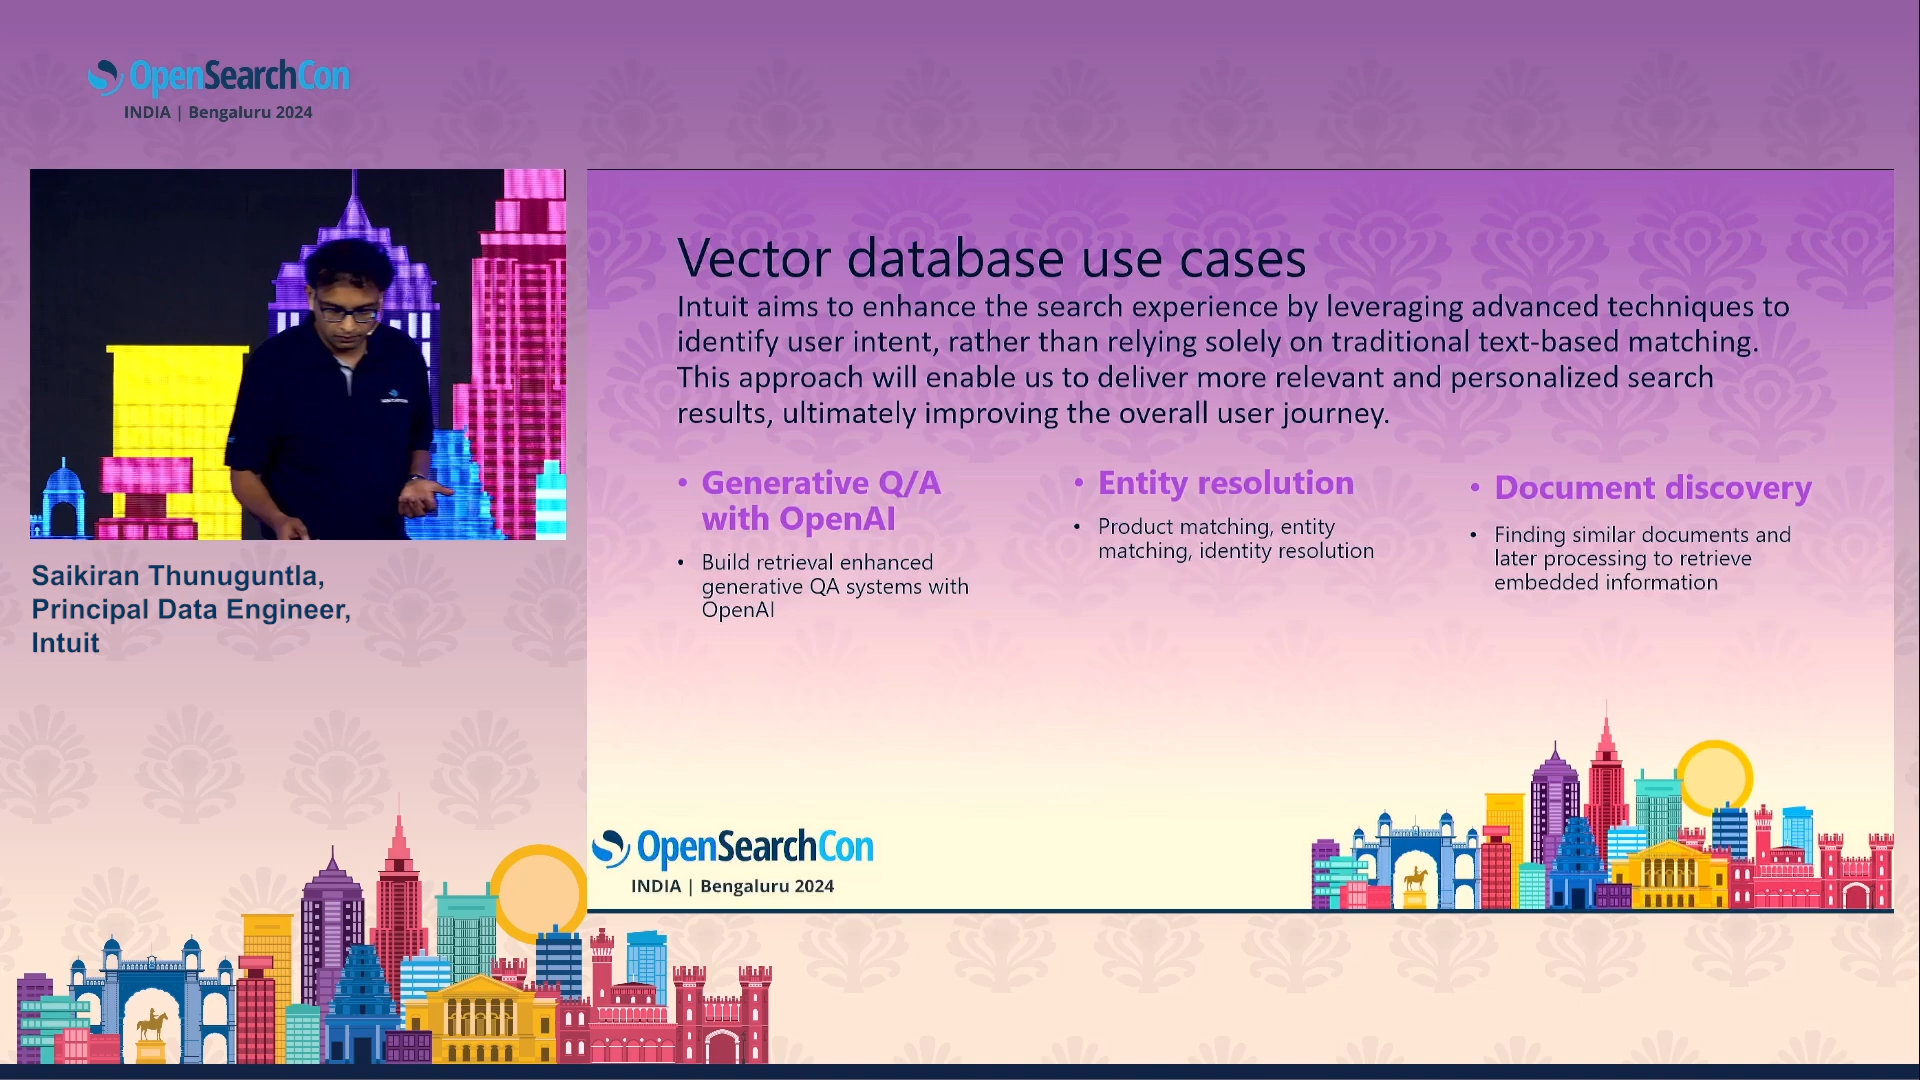 OpenSearchCon
INDIA | Bengaluru 2024
Saikiran Thunuguntla,
Principal Data Engineer,
Intuit
Vector database use cases
Intuit aims to enhance the search experience by leveraging advanced techniques to
identify user intent, rather than relying solely on traditional text-based matching.
This approach will enable us to deliver more relevant and personalized search
results, ultimately improving the overall user journey.
• Generative Q/A
with OpenAI
• Build retrieval enhanced
generative QA systems with
OpenAI
• Entity resolution
• Product matching, entity
matching, identity resolution
• Document discovery
• Finding similar documents and
later processing to retrieve
embedded information
OpenSearchCon
INDIA | Bengaluru 2024